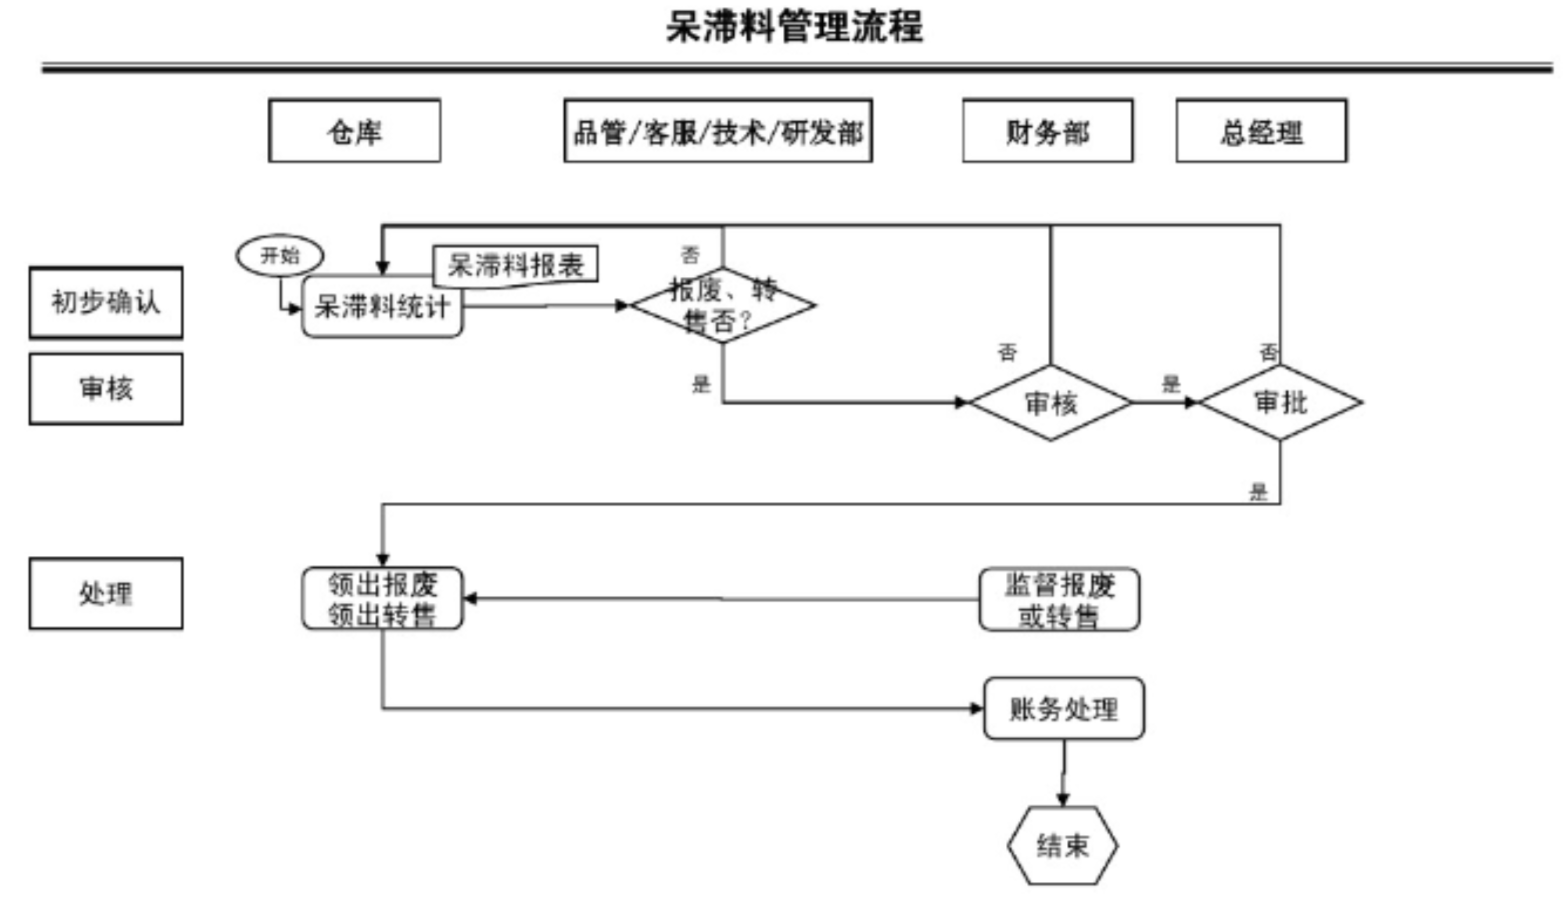 呆滞料管理流程
仓库
品管/客服/技术/研发部
财务部
总经理
开始
呆滞料报表
否
初步确认
呆滞料统计
报废、转
售否?
审核
是
否
审核
是
否
审批
是
处理
领出报废
领出转售
监督报废
或转售
账务处理
结束